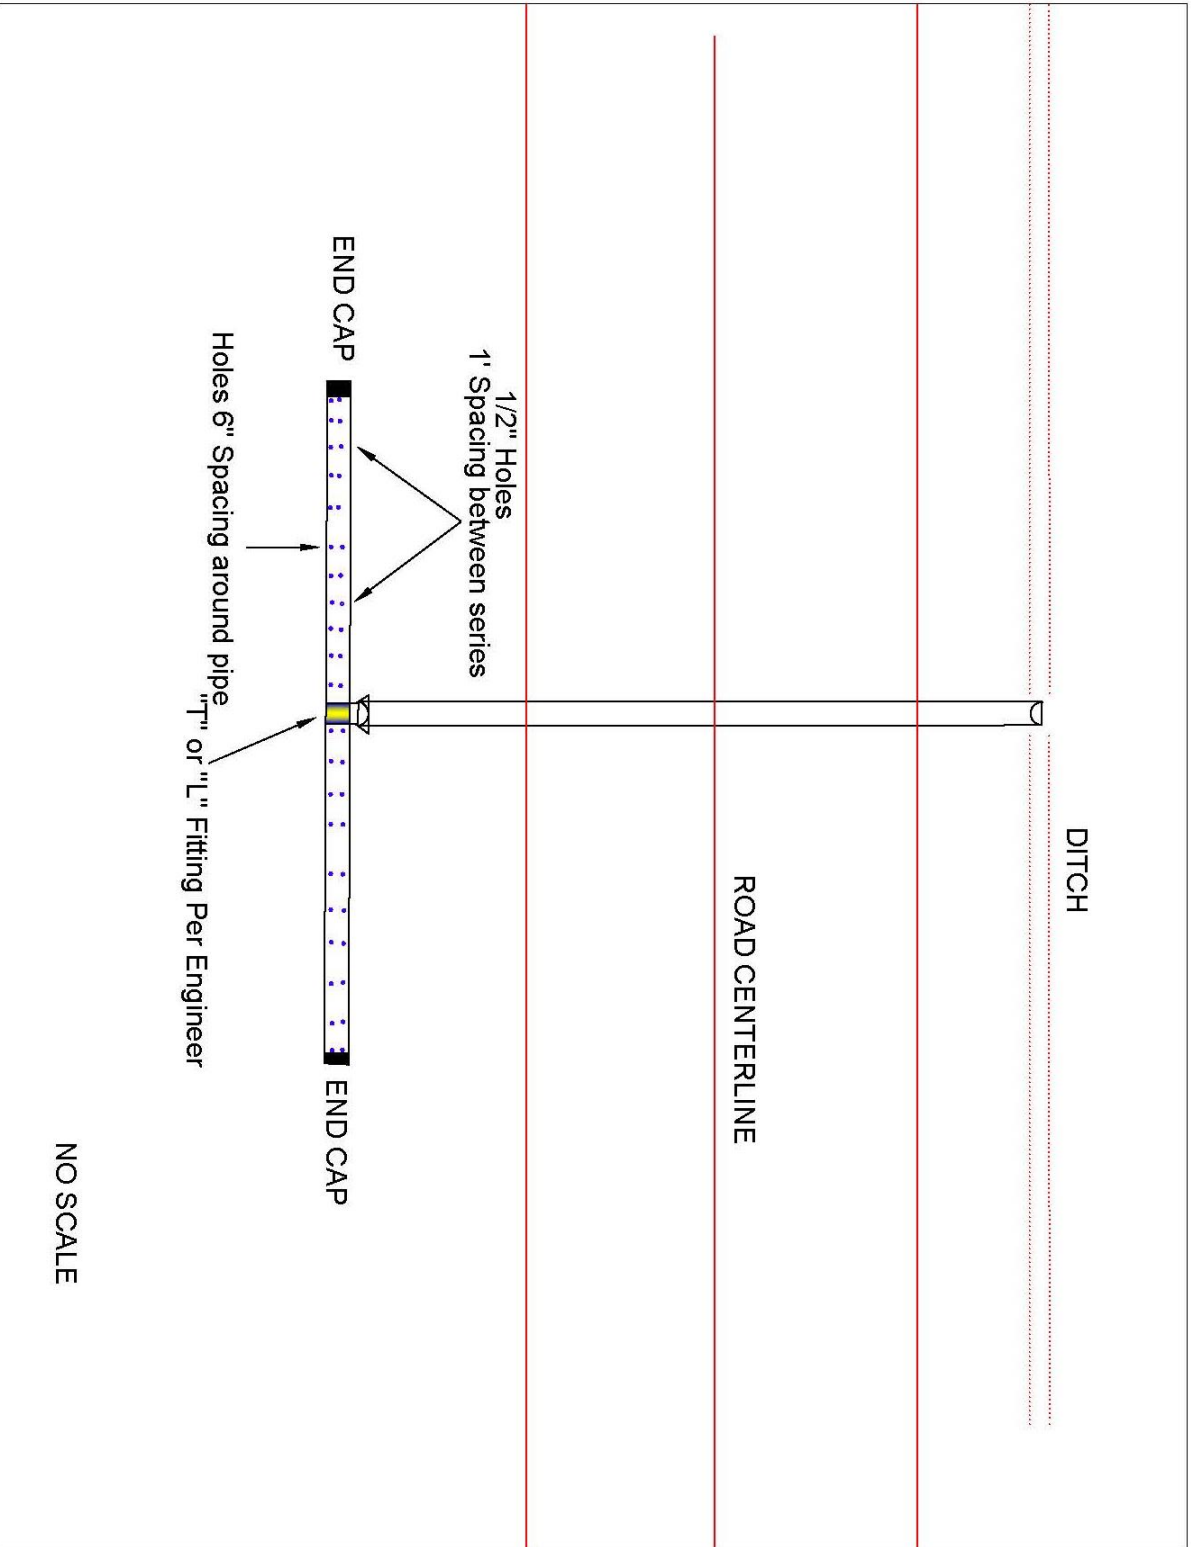 DITCH
ROAD CENTERLINE
1/2" Holes
1' Spacing between series
END CAP
END CAP
Holes 6" Spacing around pipe
"T" or "L" Fitting Per Engineer
NO SCALE